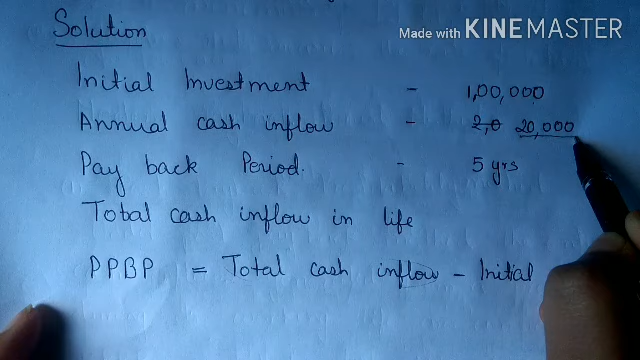 Solution
Made with KINEMASTER
Initial Investment - 1,00,000
Annual cash inflow - 2,0 20,000
Pay back Period. - 5 yrs
Total cash inflow in life
PPBP = Total cash inflow - Initial